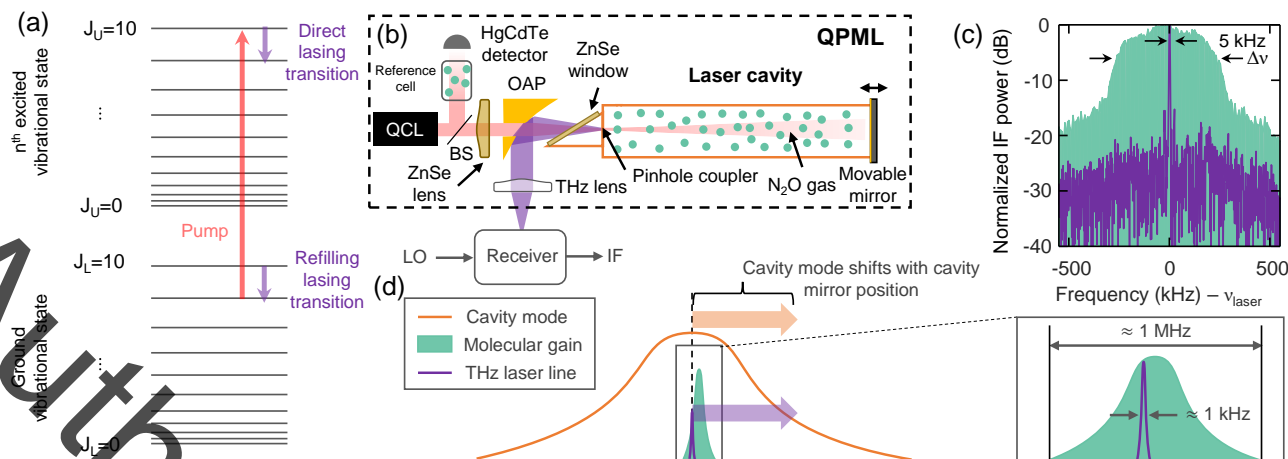 (a)
J_U=10
Direct
lasing
transition
n^th excited
vibrational state
...
J_U=0
Pump
J_L=10
Refilling
lasing
transition
Ground
vibrational state
...
J_L=0
(b)
HgCdTe
detector
Reference
cell
OAP
ZnSe
window
QPML
Laser cavity
QCL
BS
ZnSe
lens
THz lens
Pinhole coupler
N₂O gas
Movable
mirror
LO
Receiver
IF
(c)
Normalized IF power (dB)
0
-10
-20
-30
-40
5 kHz
Δν
-500
0
500
Frequency (kHz) – ν_laser
(d)
Cavity mode
Molecular gain
THz laser line
Cavity mode shifts with cavity
mirror position
≈ 1 MHz
≈ 1 kHz
Auth